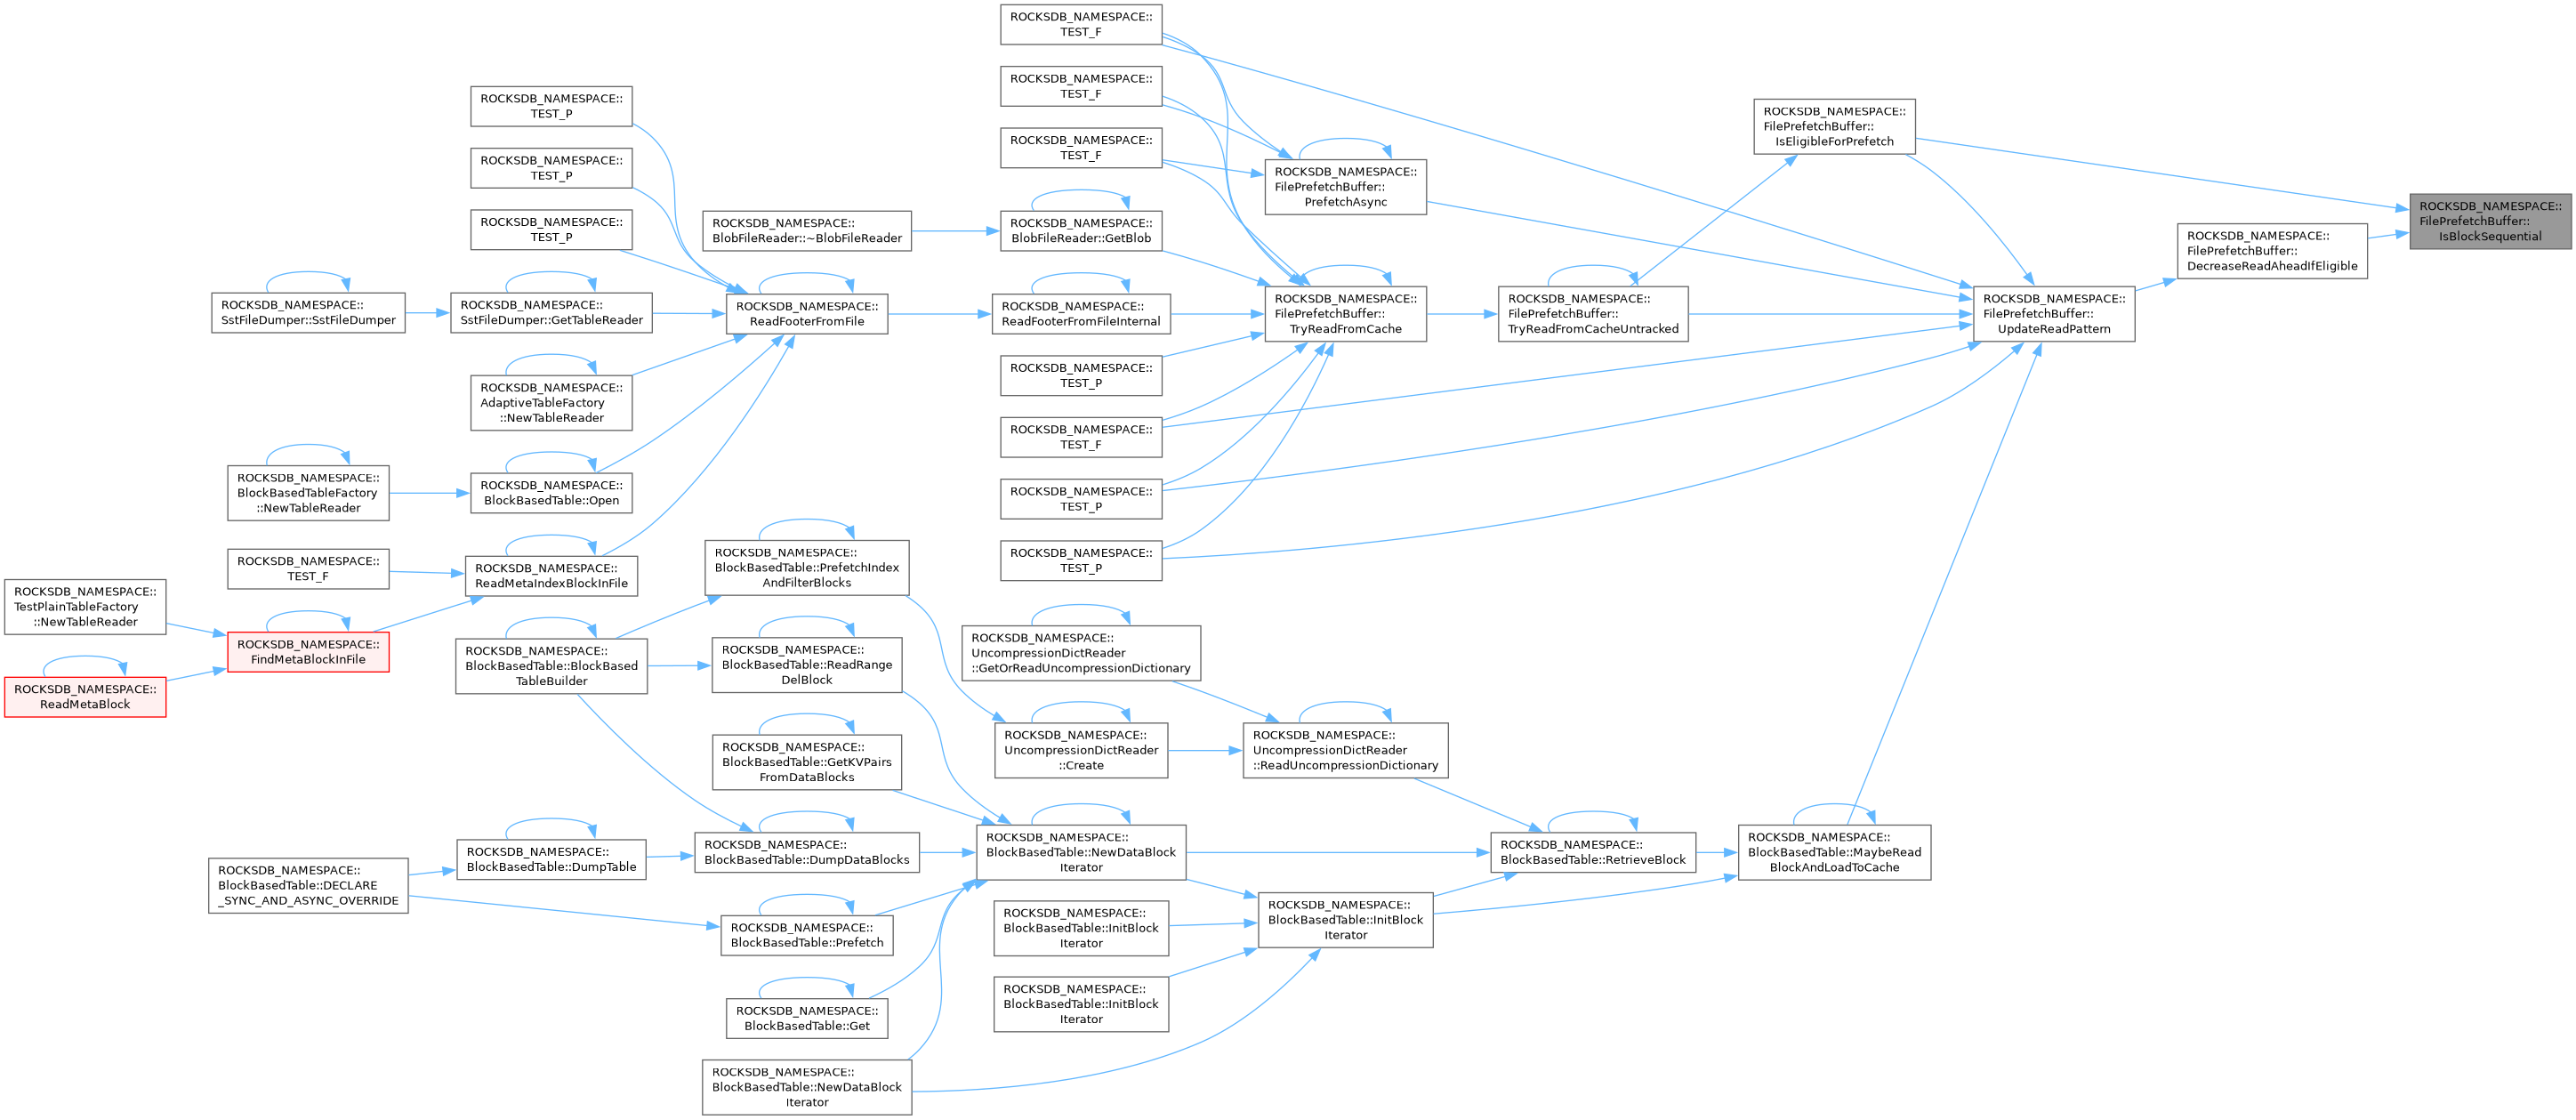 ROCKSDB_NAMESPACE::
TEST_F
ROCKSDB_NAMESPACE::
TEST_F
ROCKSDB_NAMESPACE::
TEST_P
ROCKSDB_NAMESPACE::
FilePrefetchBuffer::
IsEligibleForPrefetch
ROCKSDB_NAMESPACE::
TEST_F
ROCKSDB_NAMESPACE::
TEST_P
ROCKSDB_NAMESPACE::
FilePrefetchBuffer::
PrefetchAsync
ROCKSDB_NAMESPACE::
FilePrefetchBuffer::
IsBlockSequential
ROCKSDB_NAMESPACE::
TEST_P
ROCKSDB_NAMESPACE::
BlobFileReader::~BlobFileReader
ROCKSDB_NAMESPACE::
BlobFileReader::GetBlob
ROCKSDB_NAMESPACE::
FilePrefetchBuffer::
DecreaseReadAheadIfEligible
ROCKSDB_NAMESPACE::
SstFileDumper::SstFileDumper
ROCKSDB_NAMESPACE::
SstFileDumper::GetTableReader
ROCKSDB_NAMESPACE::
ReadFooterFromFile
ROCKSDB_NAMESPACE::
ReadFooterFromFileInternal
ROCKSDB_NAMESPACE::
FilePrefetchBuffer::
TryReadFromCache
ROCKSDB_NAMESPACE::
FilePrefetchBuffer::
TryReadFromCacheUntracked
ROCKSDB_NAMESPACE::
FilePrefetchBuffer::
UpdateReadPattern
ROCKSDB_NAMESPACE::
TEST_P
ROCKSDB_NAMESPACE::
AdaptiveTableFactory
::NewTableReader
ROCKSDB_NAMESPACE::
TEST_F
ROCKSDB_NAMESPACE::
BlockBasedTableFactory
::NewTableReader
ROCKSDB_NAMESPACE::
BlockBasedTable::Open
ROCKSDB_NAMESPACE::
TEST_P
ROCKSDB_NAMESPACE::
TEST_P
ROCKSDB_NAMESPACE::
TEST_F
ROCKSDB_NAMESPACE::
ReadMetaIndexBlockInFile
ROCKSDB_NAMESPACE::
BlockBasedTable::PrefetchIndex
AndFilterBlocks
ROCKSDB_NAMESPACE::
TestPlainTableFactory
::NewTableReader
ROCKSDB_NAMESPACE::
FindMetaBlockInFile
ROCKSDB_NAMESPACE::
BlockBasedTable::BlockBased
TableBuilder
ROCKSDB_NAMESPACE::
BlockBasedTable::ReadRange
DelBlock
ROCKSDB_NAMESPACE::
UncompressionDictReader
::GetOrReadUncompressionDictionary
ROCKSDB_NAMESPACE::
ReadMetaBlock
ROCKSDB_NAMESPACE::
BlockBasedTable::GetKVPairs
FromDataBlocks
ROCKSDB_NAMESPACE::
UncompressionDictReader
::Create
ROCKSDB_NAMESPACE::
UncompressionDictReader
::ReadUncompressionDictionary
ROCKSDB_NAMESPACE::
BlockBasedTable::DECLARE
_SYNC_AND_ASYNC_OVERRIDE
ROCKSDB_NAMESPACE::
BlockBasedTable::DumpTable
ROCKSDB_NAMESPACE::
BlockBasedTable::DumpDataBlocks
ROCKSDB_NAMESPACE::
BlockBasedTable::NewDataBlock
Iterator
ROCKSDB_NAMESPACE::
BlockBasedTable::RetrieveBlock
ROCKSDB_NAMESPACE::
BlockBasedTable::MaybeRead
BlockAndLoadToCache
ROCKSDB_NAMESPACE::
BlockBasedTable::Prefetch
ROCKSDB_NAMESPACE::
BlockBasedTable::InitBlock
Iterator
ROCKSDB_NAMESPACE::
BlockBasedTable::InitBlock
Iterator
ROCKSDB_NAMESPACE::
BlockBasedTable::Get
ROCKSDB_NAMESPACE::
BlockBasedTable::InitBlock
Iterator
ROCKSDB_NAMESPACE::
BlockBasedTable::NewDataBlock
Iterator